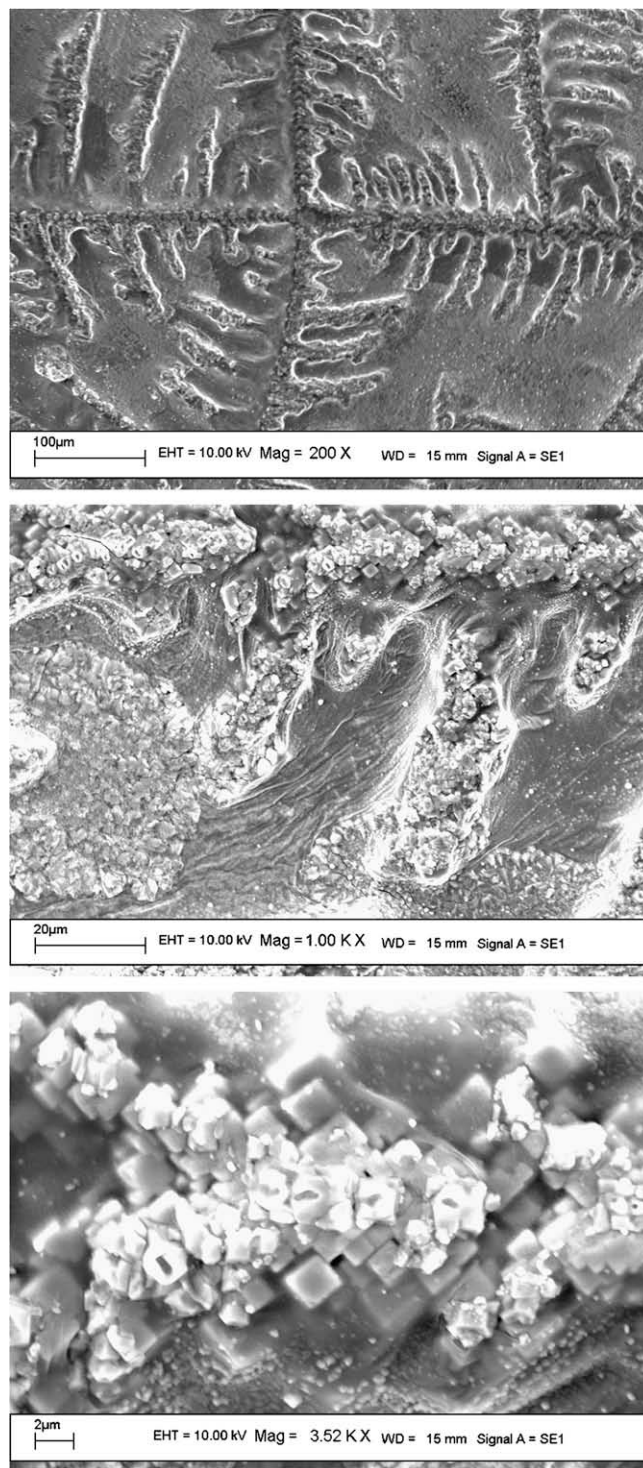 100µm EHT = 10.00 kV Mag = 200 X WD = 15 mm Signal A = SE1
20µm EHT = 10.00 kV Mag = 1.00 K X WD = 15 mm Signal A = SE1
2µm EHT = 10.00 kV Mag = 3.52 K X WD = 15 mm Signal A = SE1